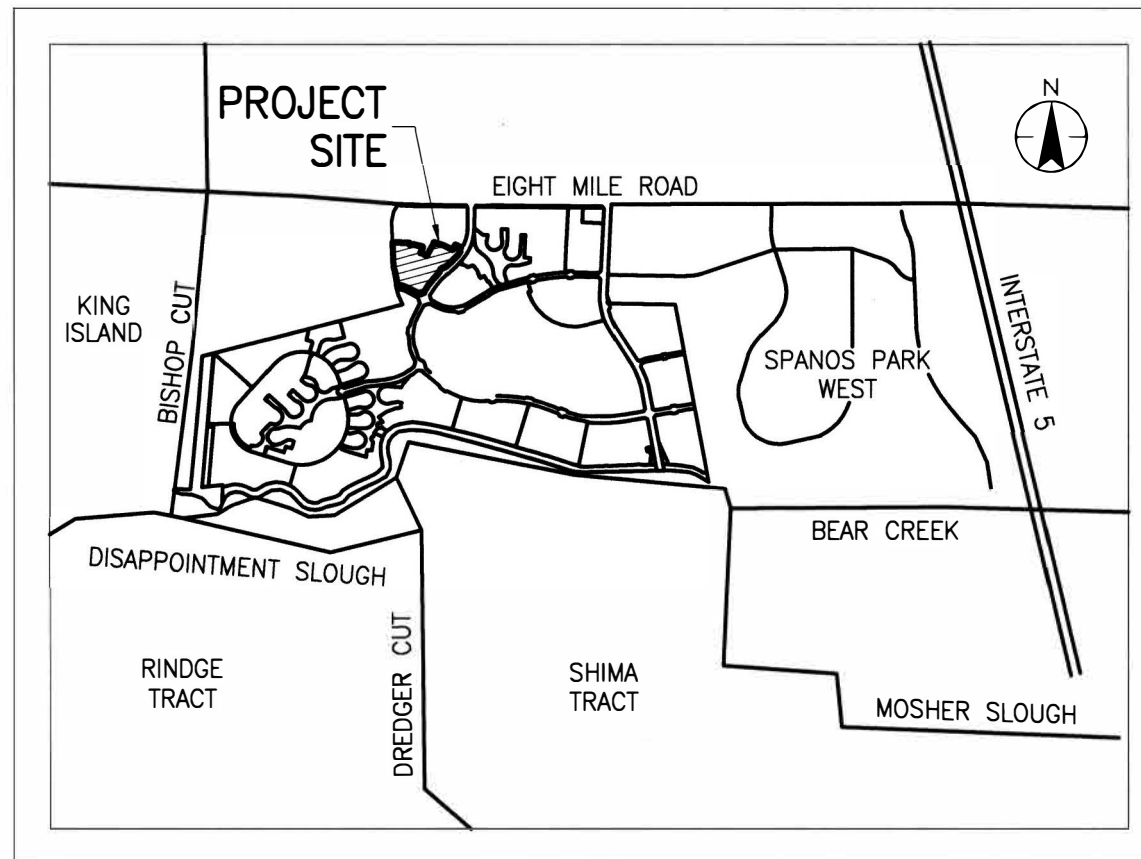 PROJECT
SITE
N
EIGHT MILE ROAD
KING
ISLAND
BISHOP CUT
INTERSTATE 5
SPANOS PARK
WEST
BEAR CREEK
DISAPPOINTMENT SLOUGH
DREDGER CUT
RINDGE
TRACT
SHIMA
TRACT
MOSHER SLOUGH